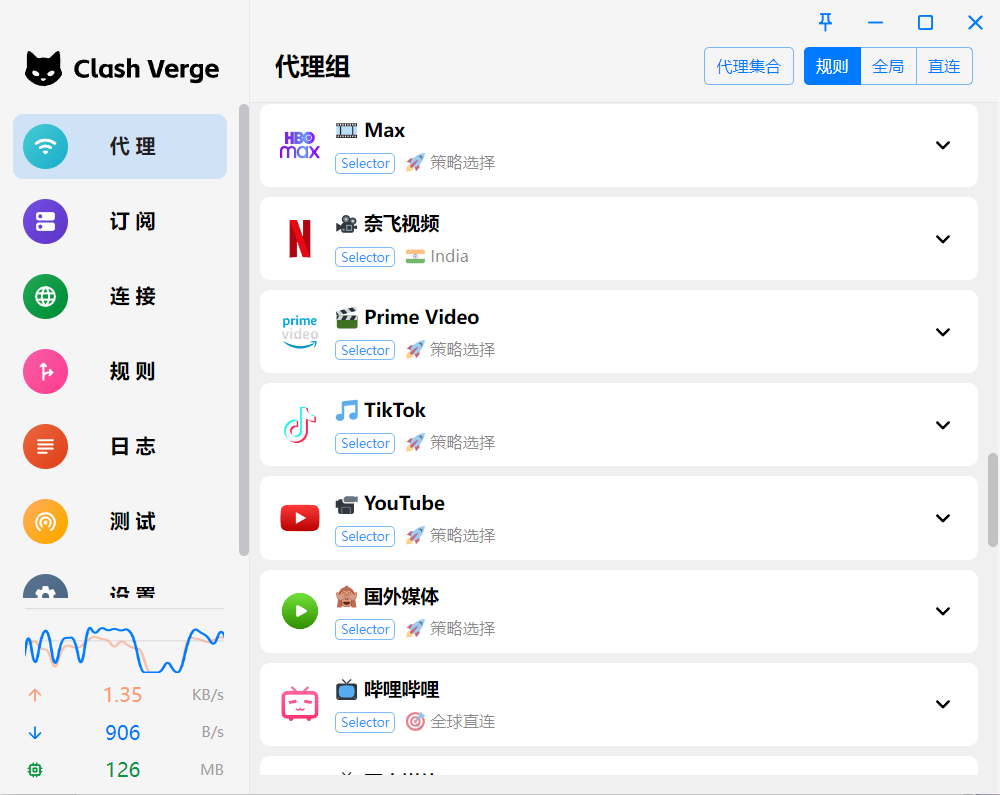 Clash Verge
代理组
代理集合
规则
全局
直连
代 理
订 阅
连 接
规 则
日 志
测 试
设 置
1.35 KB/s
906 B/s
126 MB
HBO max
Max
Selector 策略选择
N
奈飞视频
Selector India
prime video
Prime Video
Selector 策略选择
TikTok
Selector 策略选择
YouTube
Selector 策略选择
国外媒体
Selector 策略选择
哔哩哔哩
Selector 全球直连